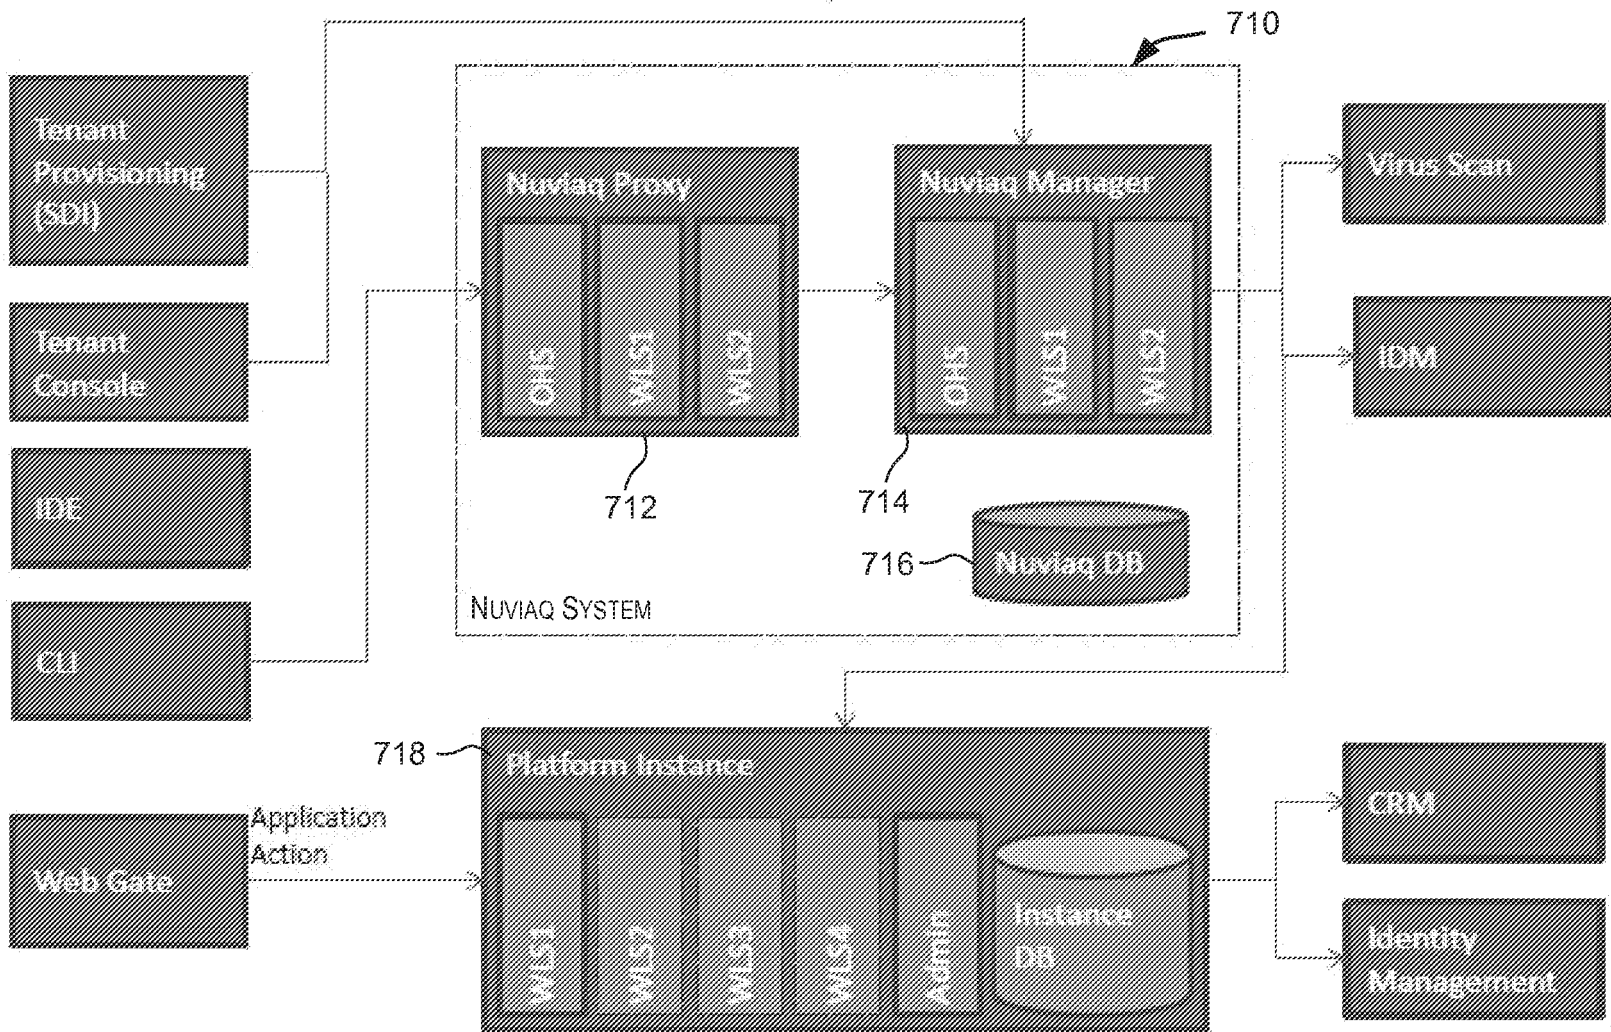 710
Tenant
Provisioning
(SDI)
Nuviaq Proxy
OHS
WLS1
WLS2
Nuviaq Manager
OHS
WLS1
WLS2
Virus Scan
Tenant
Console
IDM
IDE
712
714
716
Nuviaq DB
NUVIAQ SYSTEM
CLI
718
Platform Instance
WLS1
WLS2
WLS3
WLS4
Admin
Instance
DB
Application
Action
Web Gate
CRM
Identity
Management